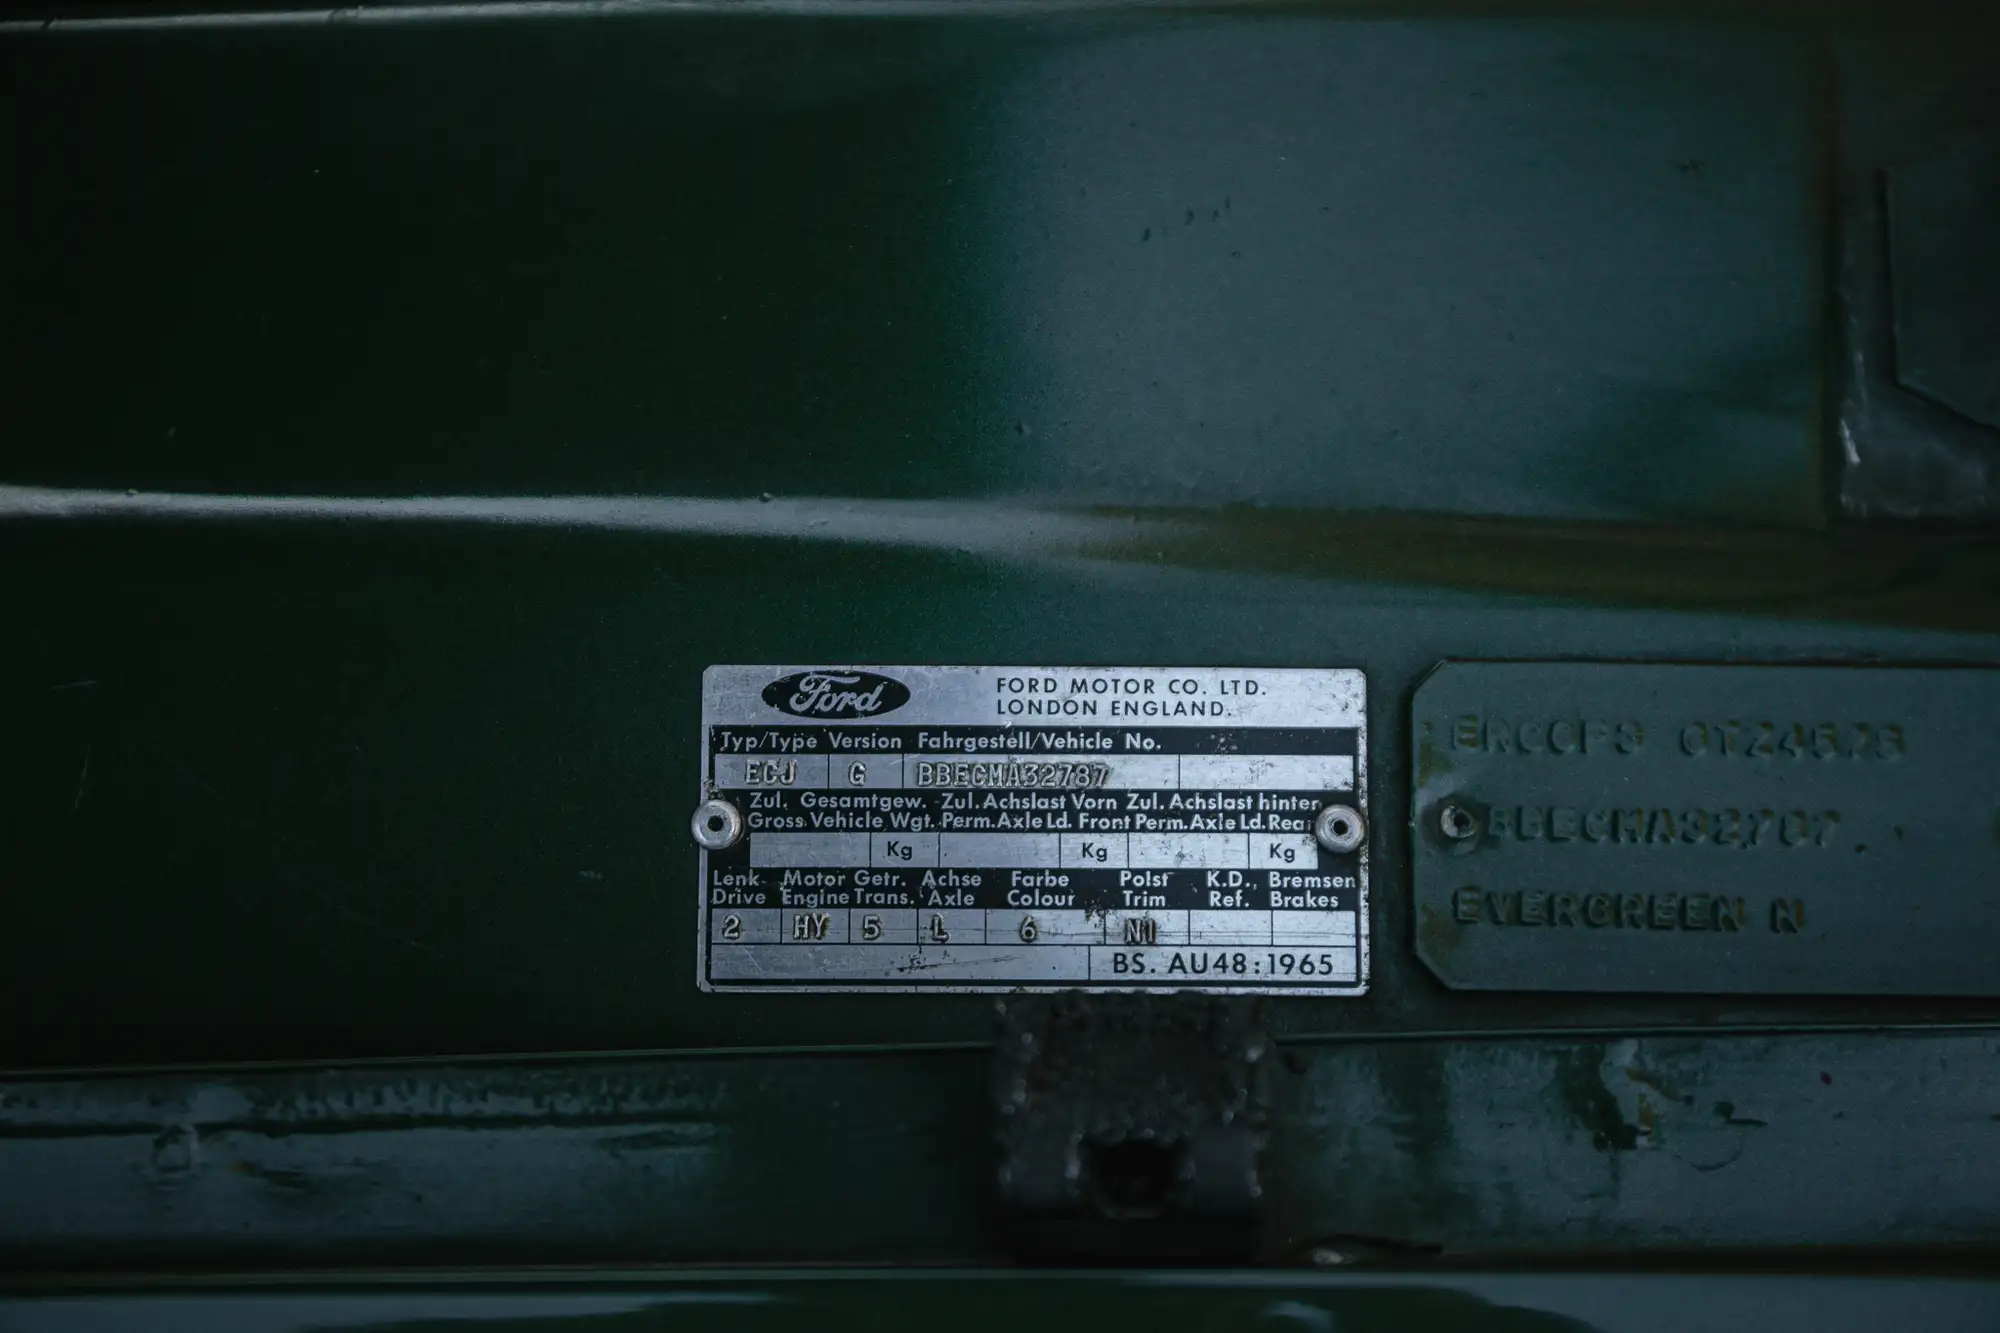 Ford
FORD MOTOR CO. LTD.
LONDON ENGLAND.
Typ/Type Version Fahrgestell/Vehicle No.
ECJ G BBECMA32787
Zul. Gesamtgew. Zul. Achslast Vorn Zul. Achslast hinten
Gross Vehicle Wgt. Perm. Axle Ld. Front Perm. Axle Ld. Rear
Kg Kg Kg
Lenk Motor Getr. Achse Farbe Polst K.D. Bremsen
Drive Engine Trans. Axle Colour Trim Ref. Brakes
2 HY 5 L 6 N1
BS. AU48:1965
BBECMA32787
EVERGREEN N